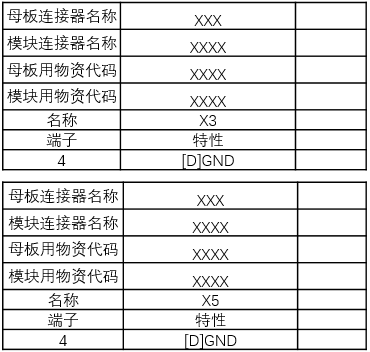 母板连接器名称 XXX
模块连接器名称 XXXX
母板用物资代码 XXXX
模块用物资代码 XXXX
名称 X3
端子 特性
4 [D]GND
母板连接器名称 XXX
模块连接器名称 XXXX
母板用物资代码 XXXX
模块用物资代码 XXXX
名称 X5
端子 特性
4 [D]GND